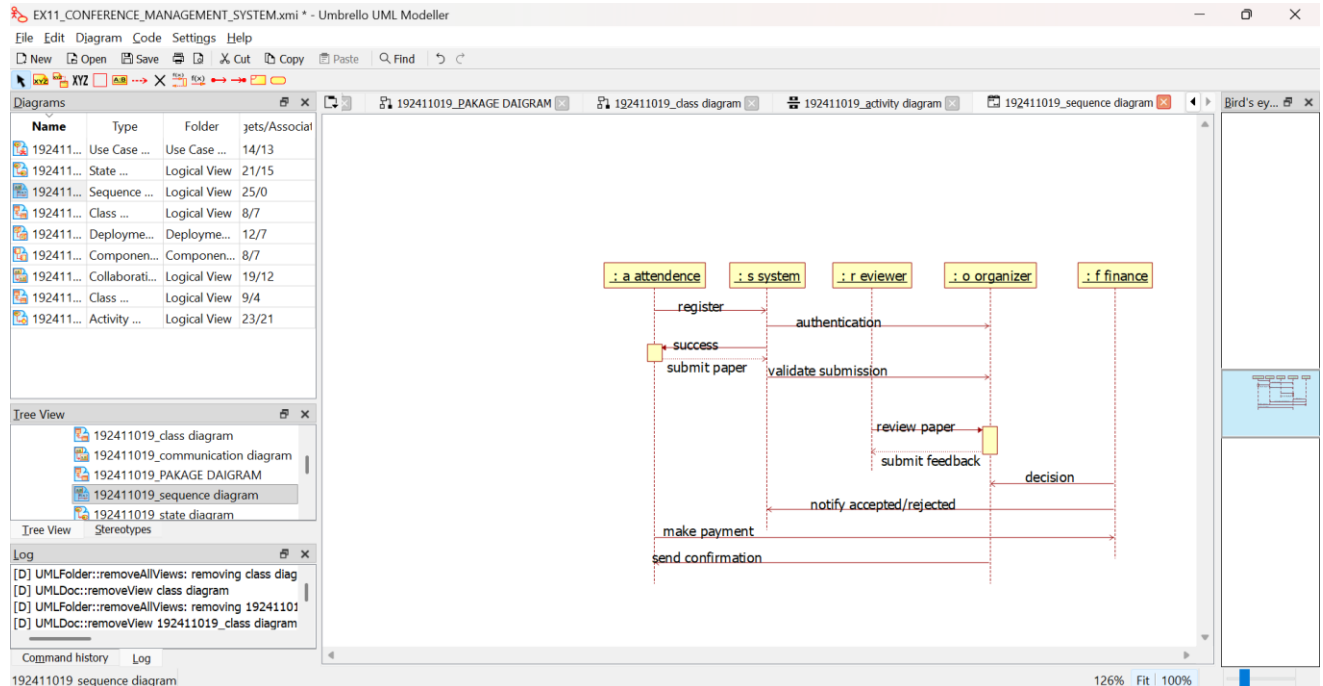 EX11_CONFERENCE_MANAGEMENT_SYSTEM.xmi * - Umbrello UML Modeller
File Edit Diagram Code Settings Help
New Open Save Cut Copy Paste Find
XYZ XYZ A:B f(x) f(x)
Diagrams
192411019_PAKAGE DAIGRAM
192411019_class diagram
192411019_activity diagram
192411019_sequence diagram
Bird's ey...
Name Type Folder gets/Associat
192411... Use Case ... Use Case ... 14/13
192411... State ... Logical View 21/15
192411... Sequence ... Logical View 25/0
192411... Class ... Logical View 8/7
192411... Deployme... Deployme... 12/7
192411... Componen... Componen... 8/7
192411... Collaborati... Logical View 19/12
192411... Class ... Logical View 9/4
192411... Activity ... Logical View 23/21
Tree View
192411019_class diagram
192411019_communication diagram
192411019_PAKAGE DAIGRAM
192411019_sequence diagram
192411019 state diagram
Tree View Stereotypes
Log
[D] UMLFolder::removeAllViews: removing class diag
[D] UMLDoc::removeView class diagram
[D] UMLFolder::removeAllViews: removing 19241101
[D] UMLDoc::removeView 192411019_class diagram
Command history Log
: a attendence : s system : r eviewer : o organizer : f finance
register
authentication
success
submit paper
validate submission
review paper
submit feedback
decision
notify accepted/rejected
make payment
send confirmation
192411019 sequence diagram
126% Fit 100%